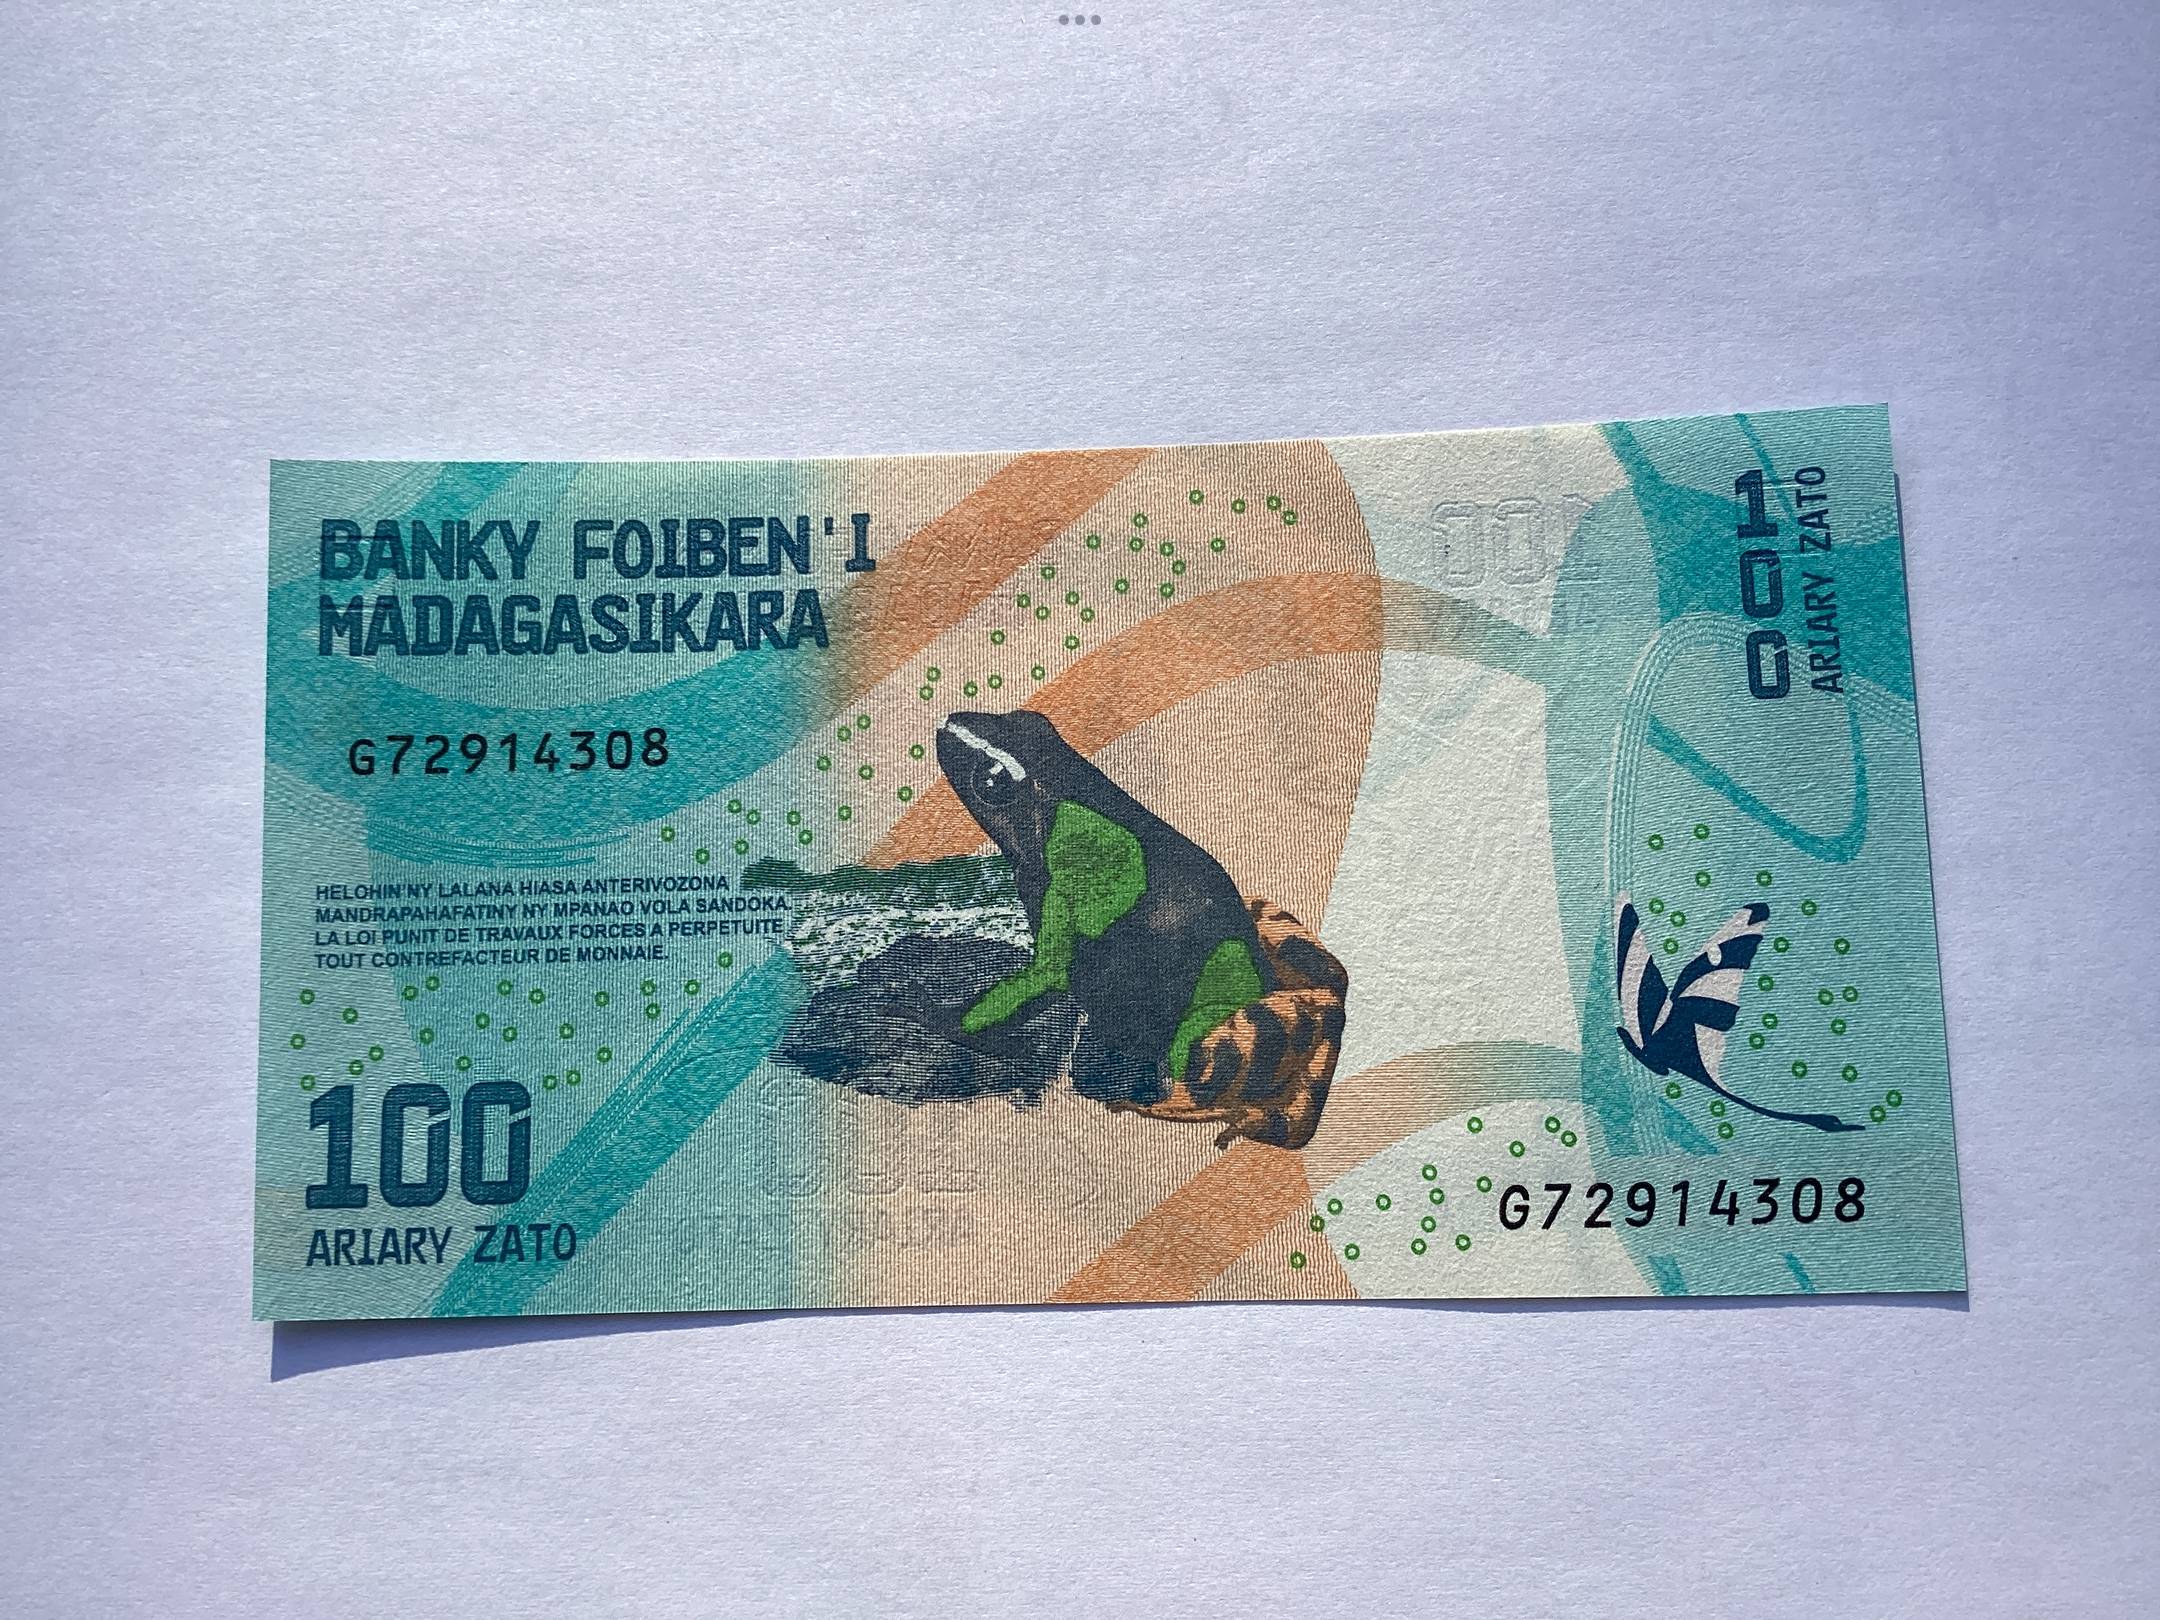 BANKY FOIBEN'I
MADAGASIKARA
G72914308
HELOHIN'NY LALANA HIASA ANTERIVOZONA
MANDRAPAHAFATINY NY MPANAO VOLA SANDOKA.
LA LOI PUNIT DE TRAVAUX FORCES A PERPETUITE
TOUT CONTREFACTEUR DE MONNAIE.
100
ARIARY ZATO
100
ARIARY ZATO
G72914308